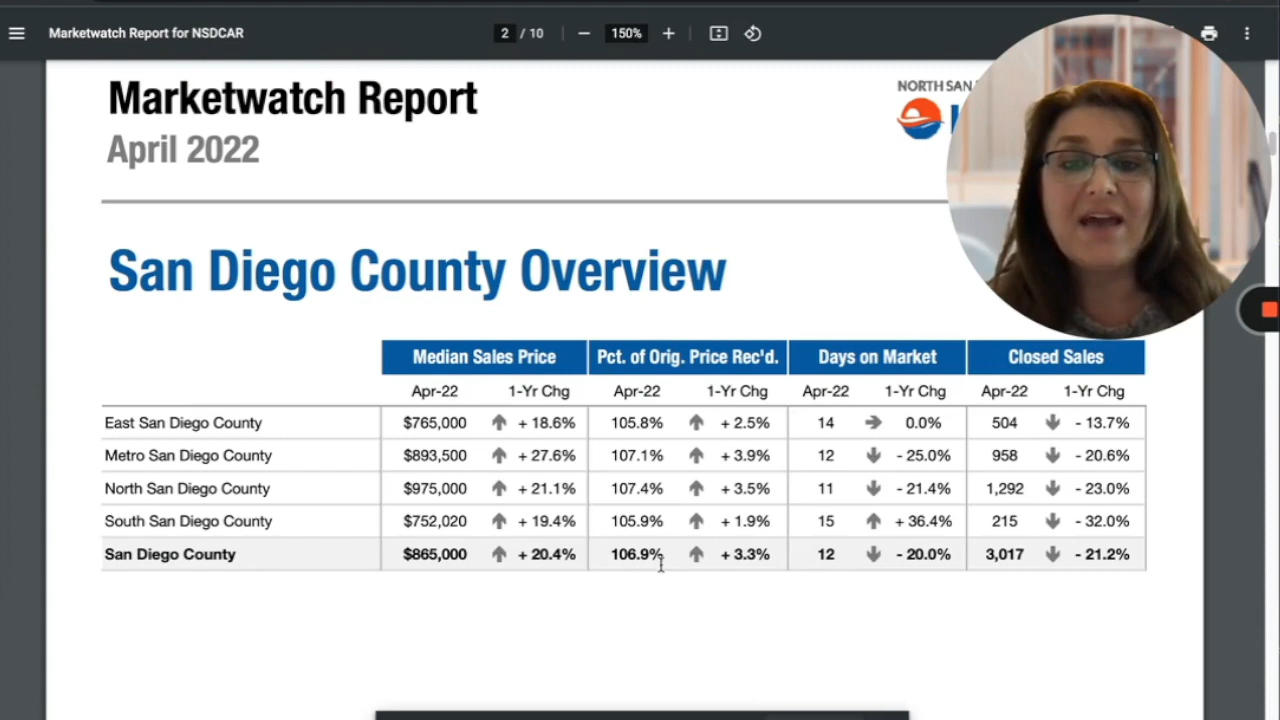 Marketwatch Report for NSDCAR 2 / 10 − 150% +
Marketwatch Report
NORTH SAN
April 2022
San Diego County Overview
Median Sales Price Pct. of Orig. Price Rec'd. Days on Market Closed Sales
Apr-22 1-Yr Chg Apr-22 1-Yr Chg Apr-22 1-Yr Chg Apr-22 1-Yr Chg
East San Diego County $765,000 + 18.6% 105.8% + 2.5% 14 0.0% 504 - 13.7%
Metro San Diego County $893,500 + 27.6% 107.1% + 3.9% 12 - 25.0% 958 - 20.6%
North San Diego County $975,000 + 21.1% 107.4% + 3.5% 11 - 21.4% 1,292 - 23.0%
South San Diego County $752,020 + 19.4% 105.9% + 1.9% 15 + 36.4% 215 - 32.0%
San Diego County $865,000 + 20.4% 106.9% + 3.3% 12 - 20.0% 3,017 - 21.2%